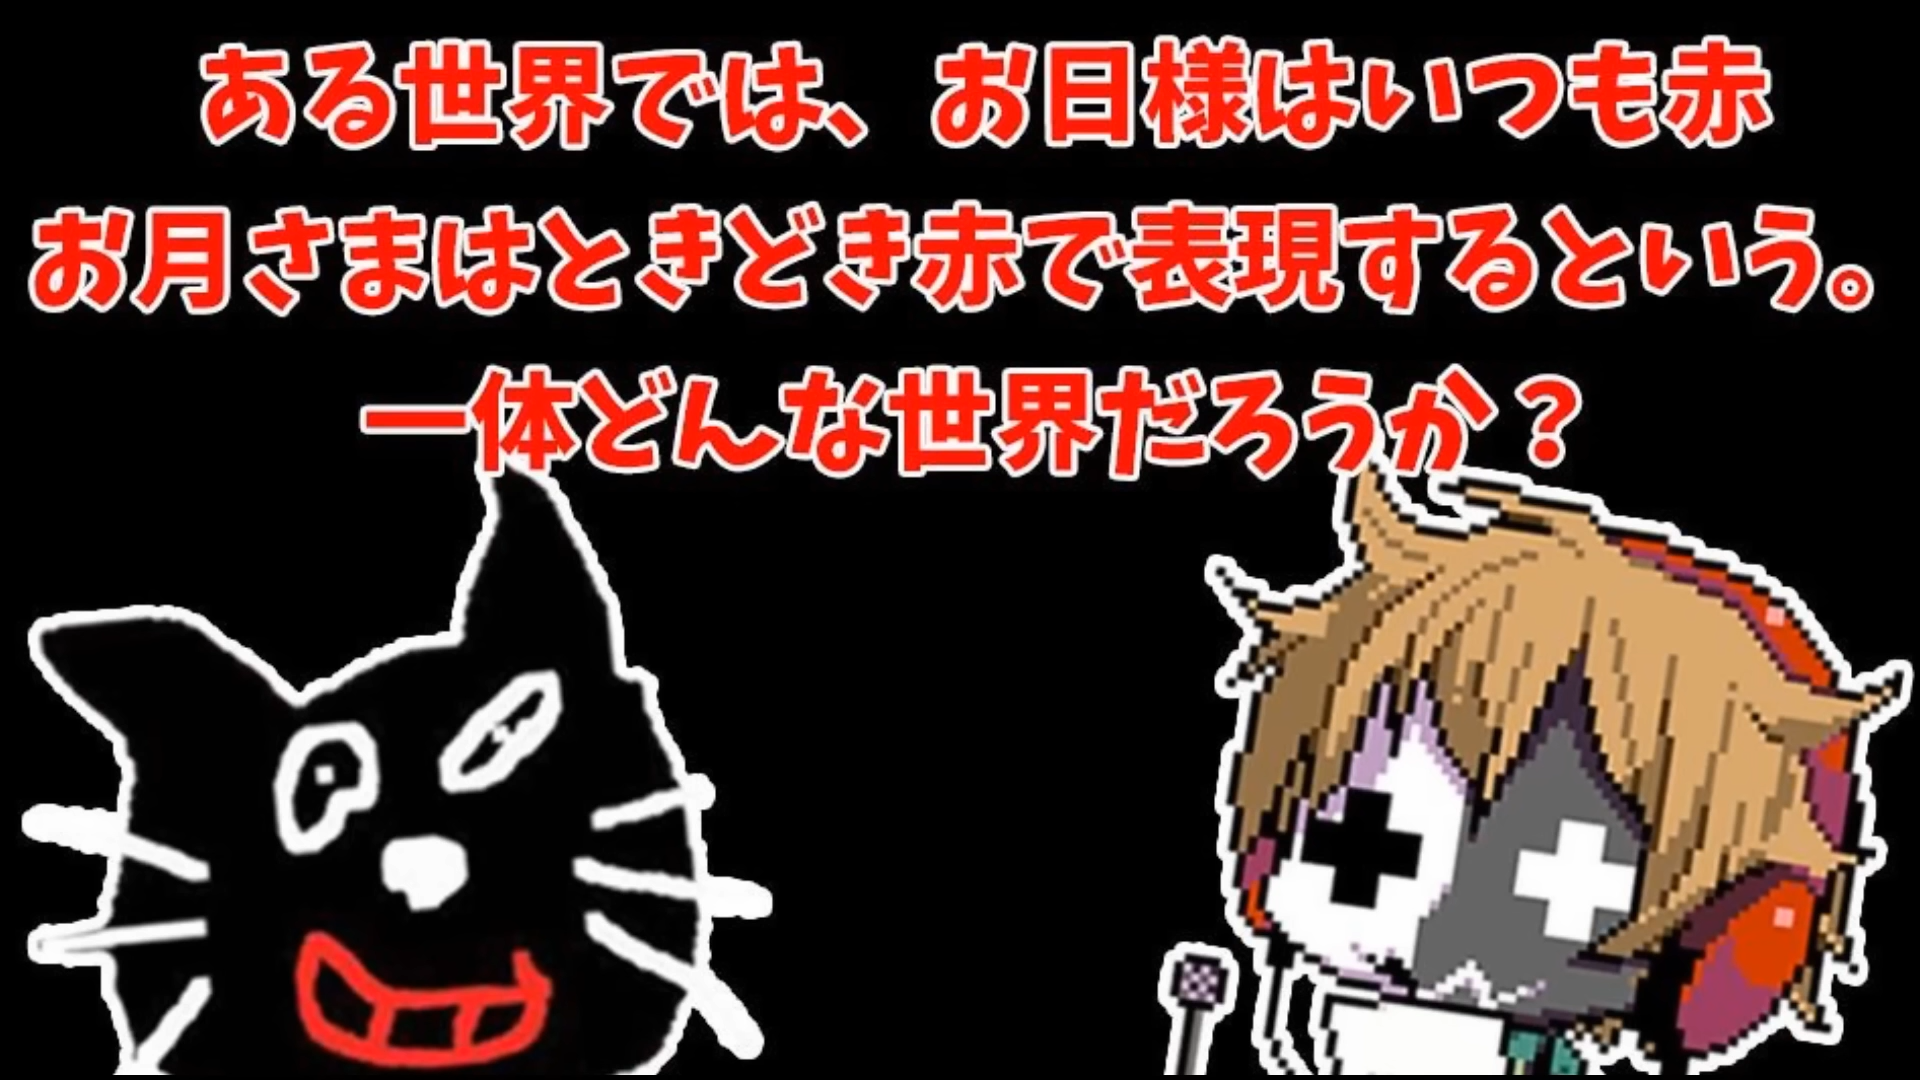 ある世界では、お日様はいつも赤
お月さまはときどき赤で表現するという。
一体どんな世界だろうか？